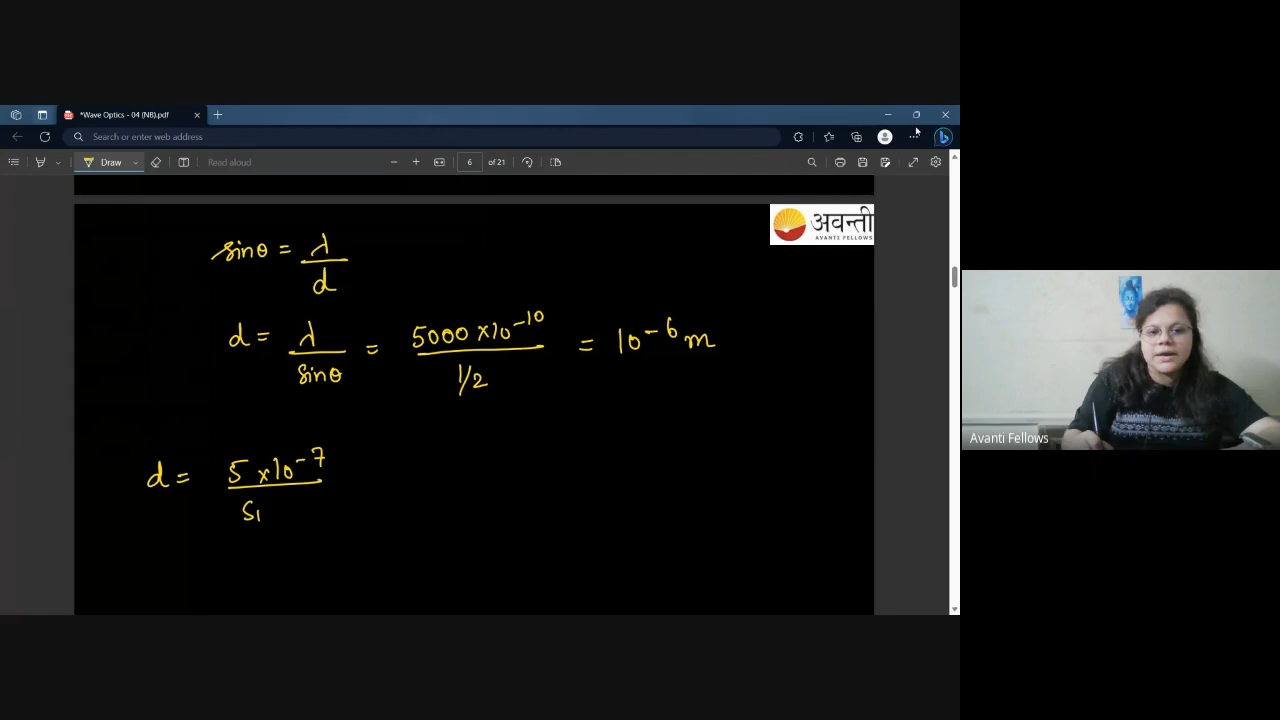 *Wave Optics - 04 (NB).pdf
Search or enter web address
Draw
Read aloud
6 of 21
अवन्ती
AVANTI FELLOWS
sinθ = λ/d
d = λ/sinθ = 5000 × 10⁻¹⁰/1/2 = 10⁻⁶ m
d = 5 × 10⁻⁷/si
Avanti Fellows